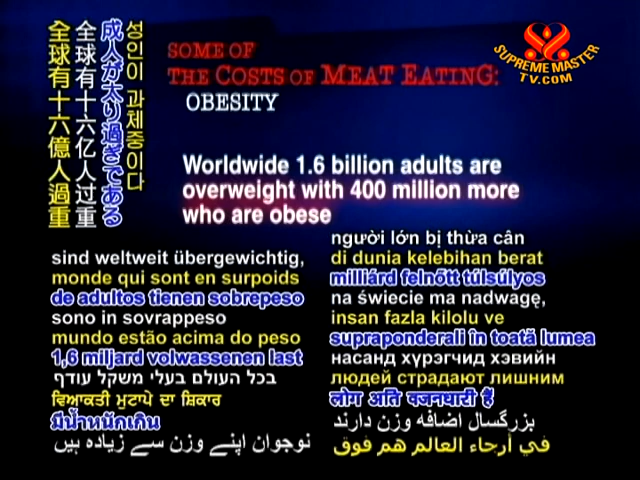 全球有十六億人過重
全球有十六亿人过重
成人が太り過ぎである
성인이 과체중이다
SOME OF
THE COSTS OF MEAT EATING:
OBESITY
SUPREME MASTER
TV.COM
Worldwide 1.6 billion adults are
overweight with 400 million more
who are obese
sind weltweit übergewichtig,
monde qui sont en surpoids
de adultos tienen sobrepeso
sono in sovrappeso
mundo estão acima do peso
1,6 miljard volwassenen last
בכל העולם בעלי משקל עודף
ਵਿਆਕਤੀ ਮੁਟਾਪੇ ਦਾ ਸ਼ਿਕਾਰ
มีน้ำหนักเกิน
نوجوان اپنے وزن سے زیادہ ہیں
người lớn bị thừa cân
di dunia kelebihan berat
milliárd felnőtt túlsúlyos
na świecie ma nadwagę,
insan fazla kilolu ve
supraponderali în toată lumea
насанд хүрэгчид хэвийн
людей страдают лишним
लोग अति वजनधारी हैं
بزرگسال اضافه وزن دارند
في أرجاء العالم هم فوق